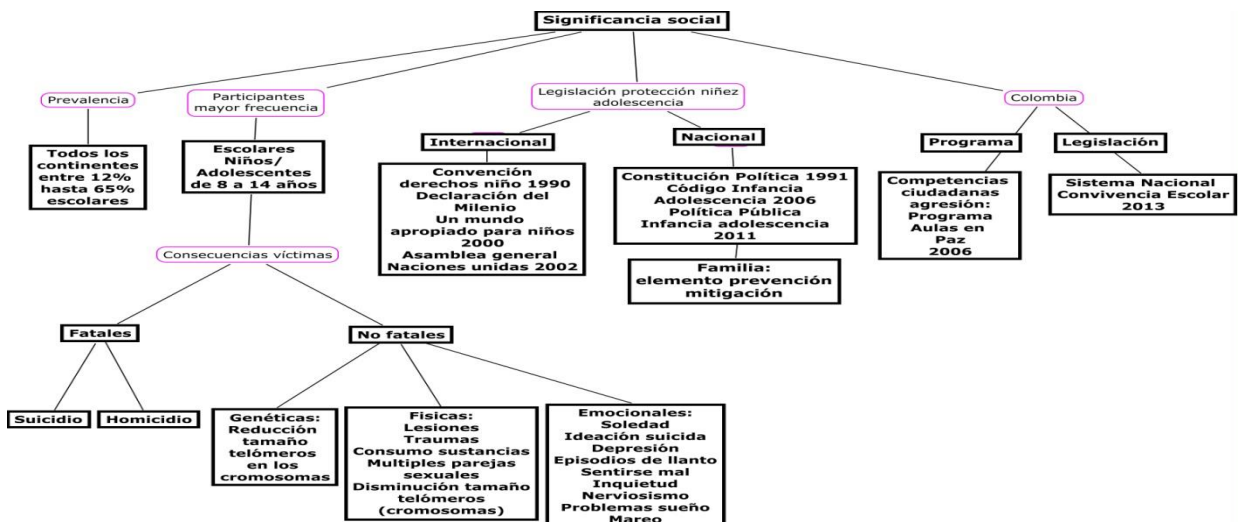 Significancia social
Prevalencia
Participantes
mayor frecuencia
Legislación protección niñez
adolescencia
Colombia
Todos los
continentes
entre 12%
hasta 65%
escolares
Escolares
Niños/
Adolescentes
de 8 a 14 años
Internacional
Convención
derechos niño 1990
Declaración del
Milenio
Un mundo
apropiado para niños
2000
Asamblea general
Naciones unidas 2002
Nacional
Constitución Política 1991
Código Infancia
Adolescencia 2006
Política Pública
Infancia adolescencia
2011
Familia:
elemento prevención
mitigación
Programa
Competencias
ciudadanas
agresión:
Programa
Aulas en
Paz
2006
Legislación
Sistema Nacional
Convivencia Escolar
2013
Consecuencias víctimas
Fatales
No fatales
Suicidio
Homicidio
Genéticas:
Reducción
tamaño
telómeros
en los
cromosomas
Fisicas:
Lesiones
Traumas
Consumo sustancias
Multiples parejas
sexuales
Disminución tamaño
telómeros
(cromosomas)
Emocionales:
Soledad
Ideación suicida
Depresión
Episodios de llanto
Sentirse mal
Inquietud
Nerviosismo
Problemas sueño
Mareo